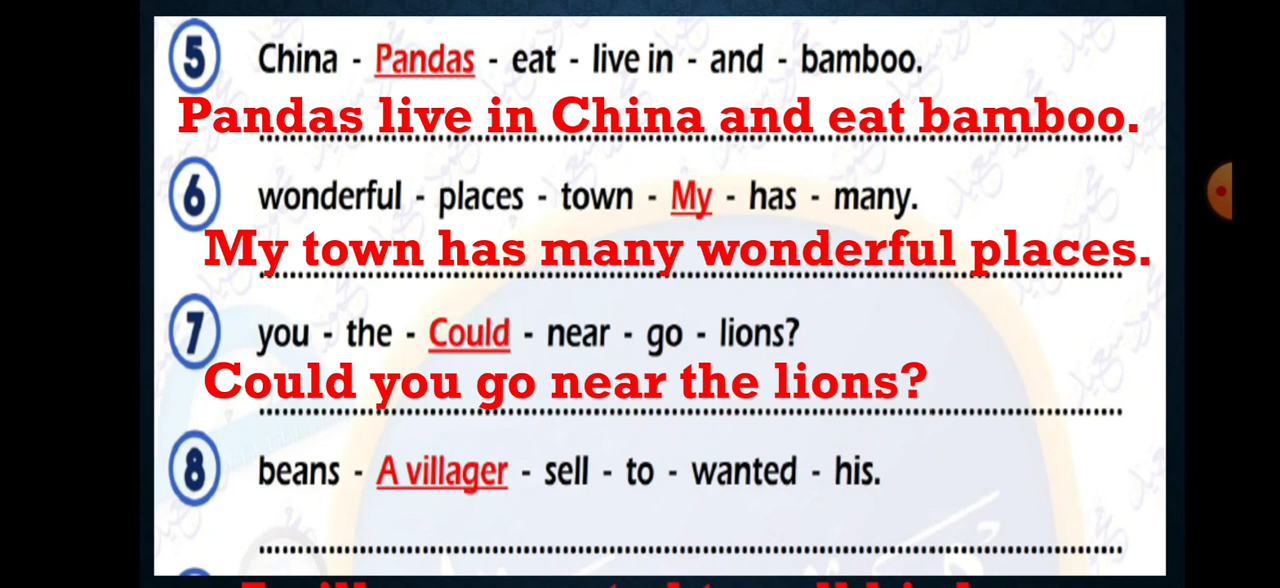 5 China - Pandas - eat - live in - and - bamboo.
Pandas live in China and eat bamboo.
6 wonderful - places - town - My - has - many.
My town has many wonderful places.
7 you - the - Could - near - go - lions?
Could you go near the lions?
8 beans - A villager - sell - to - wanted - his.